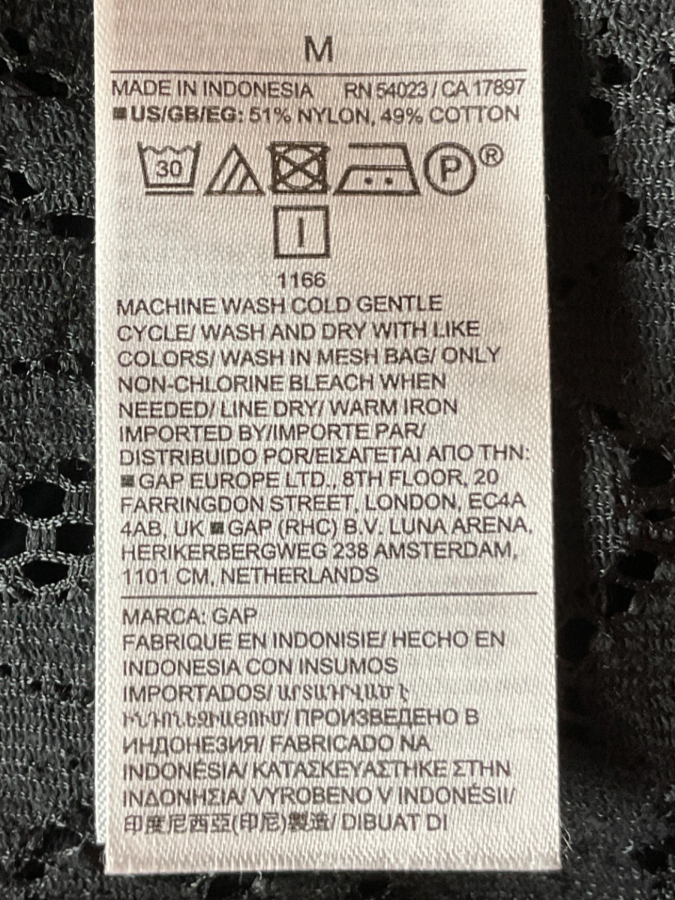 M
MADE IN INDONESIA RN 54023 / CA 17897
US/GB/EG: 51% NYLON, 49% COTTON
30 P ®
1166
MACHINE WASH COLD GENTLE
CYCLE/ WASH AND DRY WITH LIKE
COLORS/ WASH IN MESH BAG/ ONLY
NON-CHLORINE BLEACH WHEN
NEEDED/ LINE DRY/ WARM IRON
IMPORTED BY/IMPORTE PAR/
DISTRIBUIDO POR/ΕΙΣΑΓΕΤΑΙ ΑΠΟ ΤΗΝ:
GAP EUROPE LTD., 8TH FLOOR, 20
FARRINGDON STREET, LONDON, EC4A
4AB, UK GAP (RHC) B.V. LUNA ARENA,
HERIKERBERGWEG 238 AMSTERDAM,
1101 CM, NETHERLANDS
MARCA: GAP
FABRIQUE EN INDONISIE/ HECHO EN
INDONESIA CON INSUMOS
IMPORTADOS/ ԱՐՏԱԴՐՎԱԾ Է
ԻՆԴՈՆԵԶԻԱՅՈՒՄ/ ПРОИЗВЕДЕНО В
ИНДОНЕЗИЯ/ FABRICADO NA
INDONÉSIA/ ΚΑΤΑΣΚΕΥΑΣΤΗΚΕ ΣΤΗΝ
ΙΝΔΟΝΗΣΙΑ/ VYROBENO V INDONÉSII/
印度尼西亞(印尼)製造/ DIBUAT DI